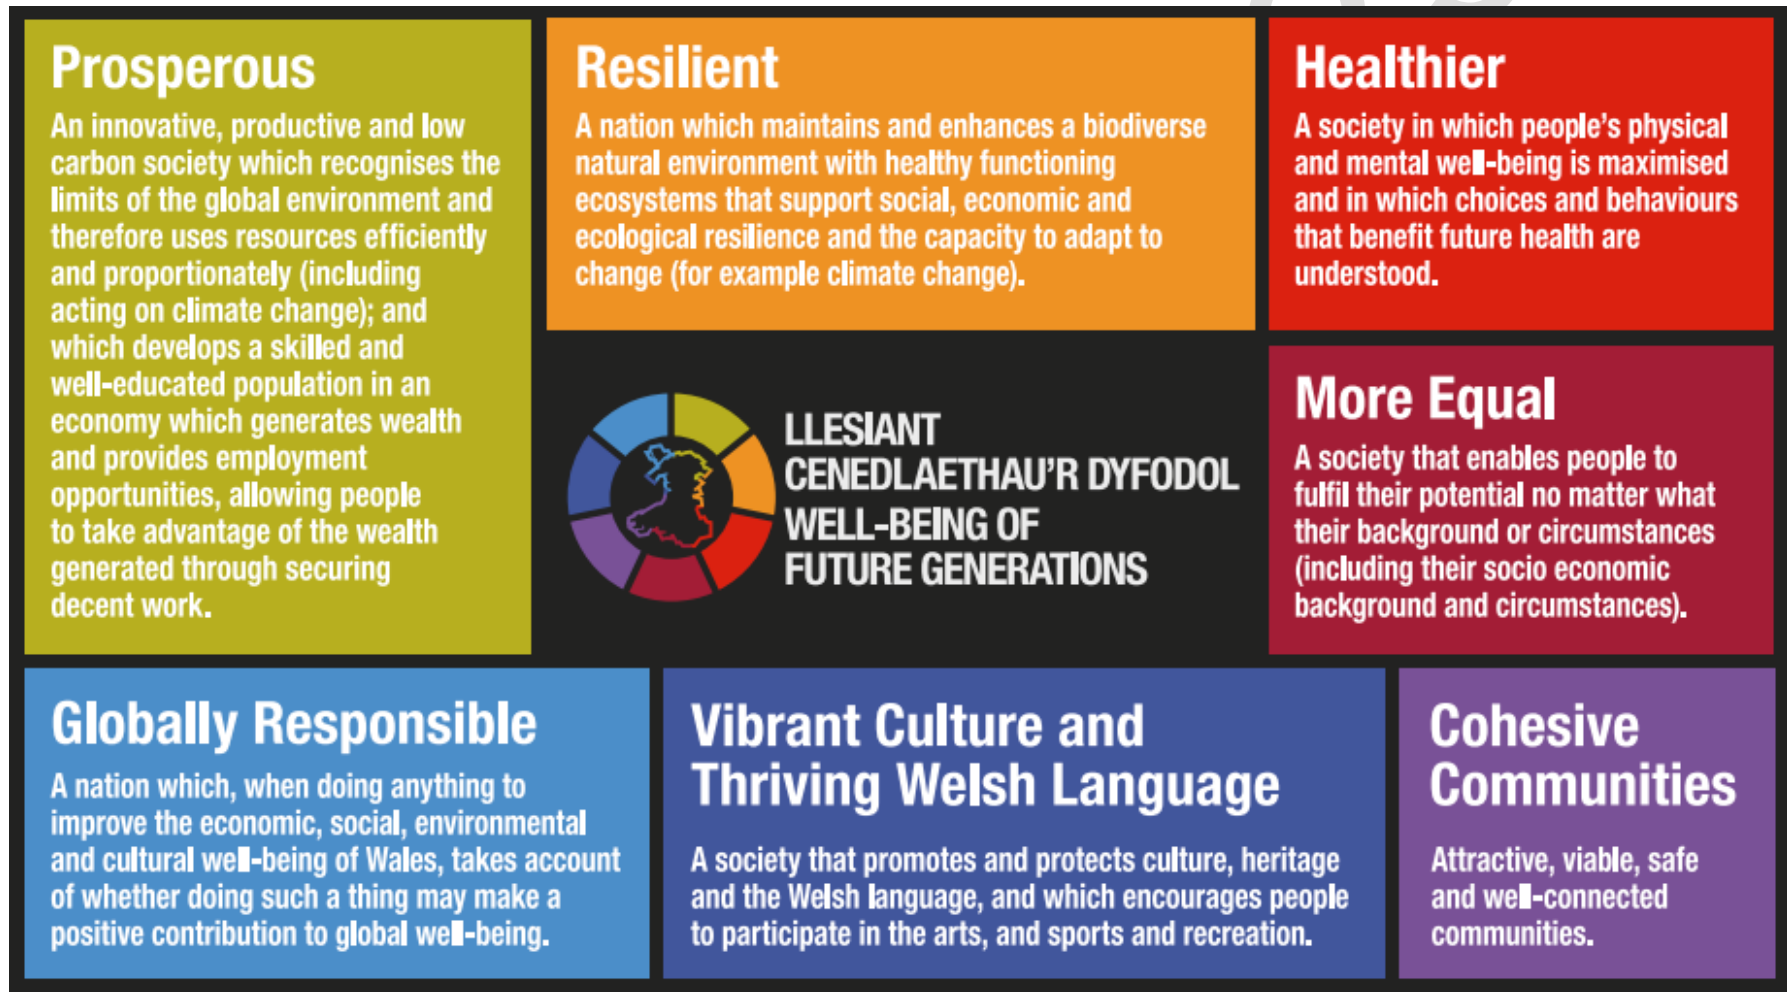 Prosperous
An innovative, productive and low
carbon society which recognises the
limits of the global environment and
therefore uses resources efficiently
and proportionately (including
acting on climate change); and
which develops a skilled and
well-educated population in an
economy which generates wealth
and provides employment
opportunities, allowing people
to take advantage of the wealth
generated through securing
decent work.
Resilient
A nation which maintains and enhances a biodiverse
natural environment with healthy functioning
ecosystems that support social, economic and
ecological resilience and the capacity to adapt to
change (for example climate change).
Healthier
A society in which people's physical
and mental well-being is maximised
and in which choices and behaviours
that benefit future health are
understood.
LLESIANT
CENEDLAETHAU'R DYFODOL
WELL-BEING OF
FUTURE GENERATIONS
More Equal
A society that enables people to
fulfil their potential no matter what
their background or circumstances
(including their socio economic
background and circumstances).
Globally Responsible
A nation which, when doing anything to
improve the economic, social, environmental
and cultural well-being of Wales, takes account
of whether doing such a thing may make a
positive contribution to global well-being.
Vibrant Culture and
Thriving Welsh Language
A society that promotes and protects culture, heritage
and the Welsh language, and which encourages people
to participate in the arts, and sports and recreation.
Cohesive
Communities
Attractive, viable, safe
and well-connected
communities.